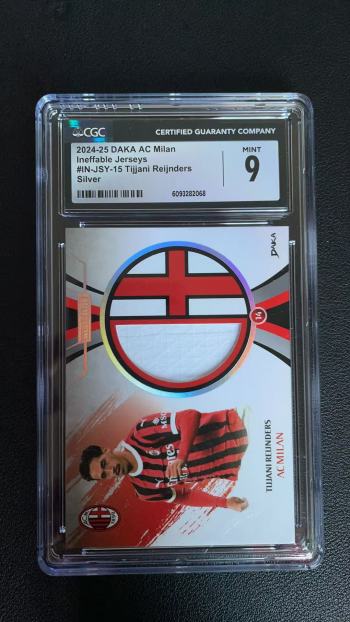 CGC
CERTIFIED GUARANTY COMPANY
2024-25 DAKA AC Milan
Ineffable Jerseys
#IN-JSY-15 Tijjani Reijnders
Silver
6093282068
MINT
9
DAKA
14
TIJJANI REIJNDERS
AC MILAN